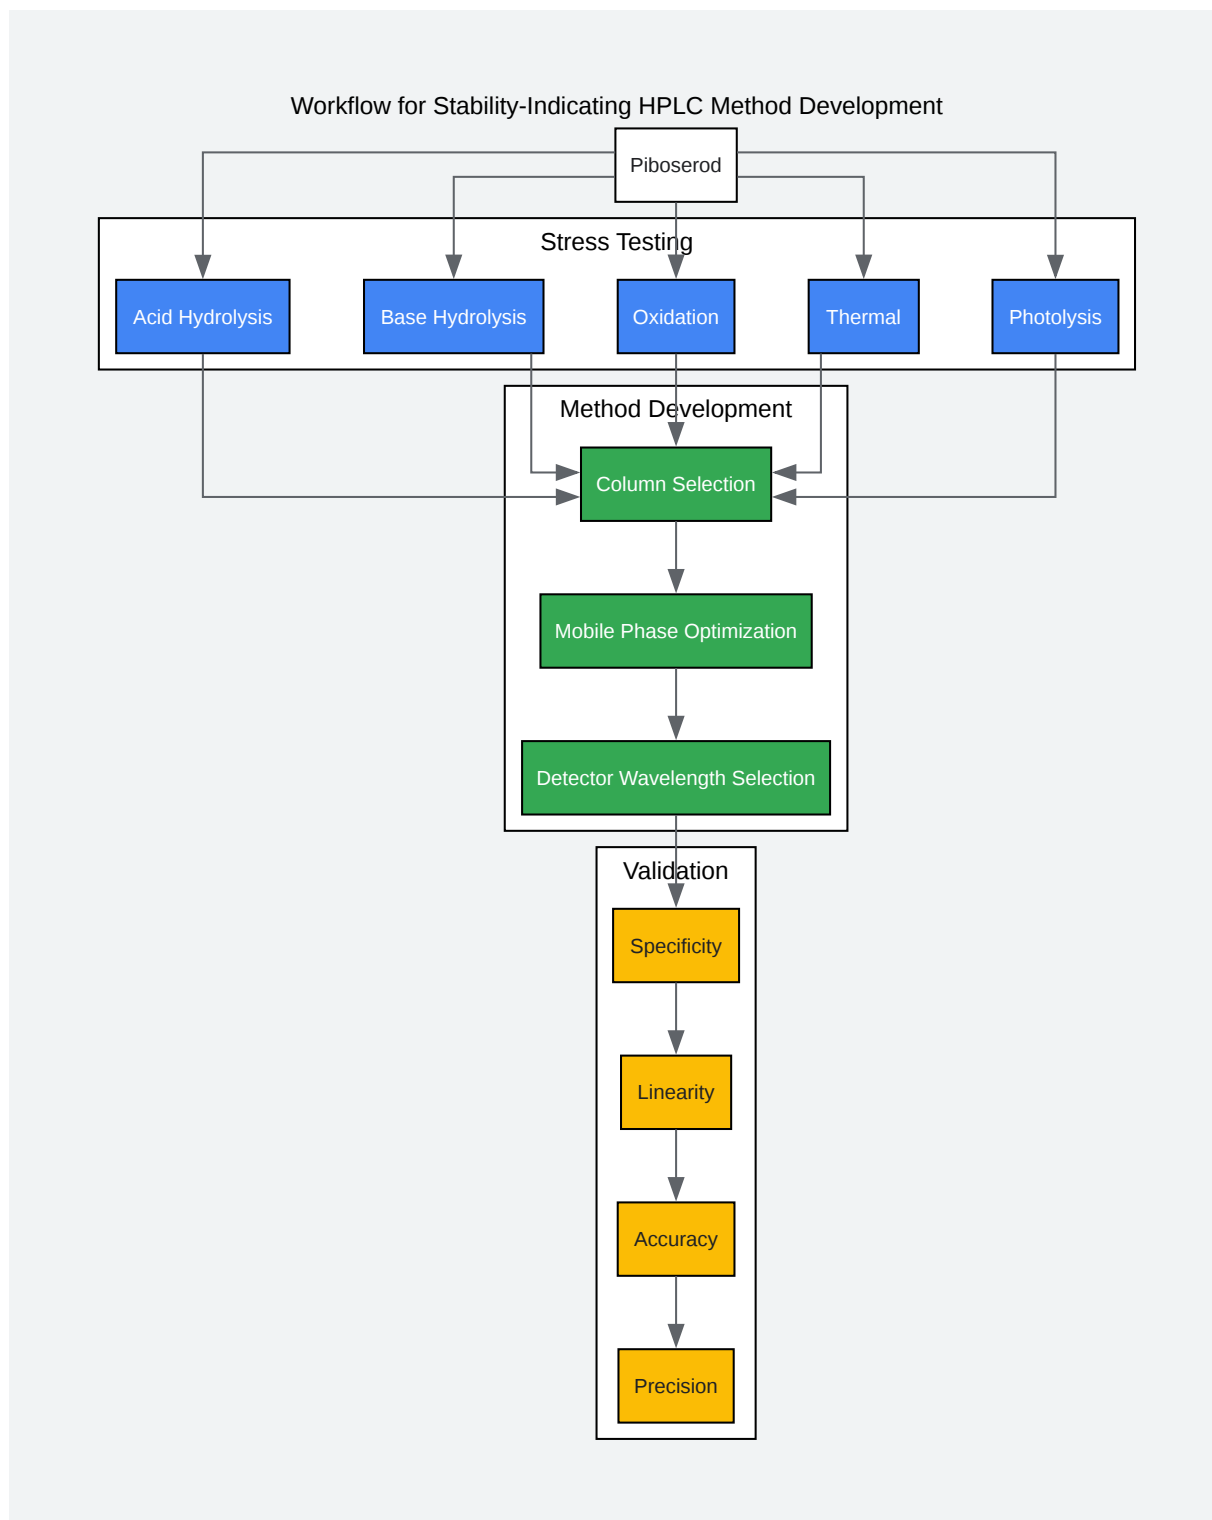 Workflow for Stability-Indicating HPLC Method Development
Piboserod
Stress Testing
Acid Hydrolysis
Base Hydrolysis
Oxidation
Thermal
Photolysis
Method Development
Column Selection
Mobile Phase Optimization
Detector Wavelength Selection
Validation
Specificity
Linearity
Accuracy
Precision